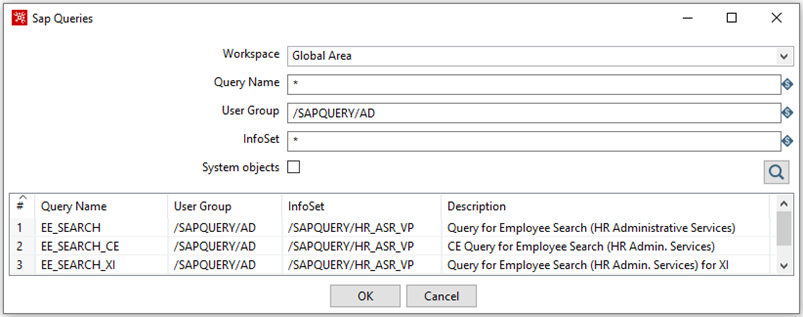 Sap Queries
Workspace Global Area
Query Name *
User Group /SAPQUERY/AD
InfoSet *
System objects
# Query Name User Group InfoSet Description
1 EE_SEARCH /SAPQUERY/AD /SAPQUERY/HR_ASR_VP Query for Employee Search (HR Administrative Services)
2 EE_SEARCH_CE /SAPQUERY/AD /SAPQUERY/HR_ASR_VP CE Query for Employee Search (HR Admin. Services)
3 EE_SEARCH_XI /SAPQUERY/AD /SAPQUERY/HR_ASR_VP Query for Employee Search (HR Admin. Services) for XI
OK Cancel